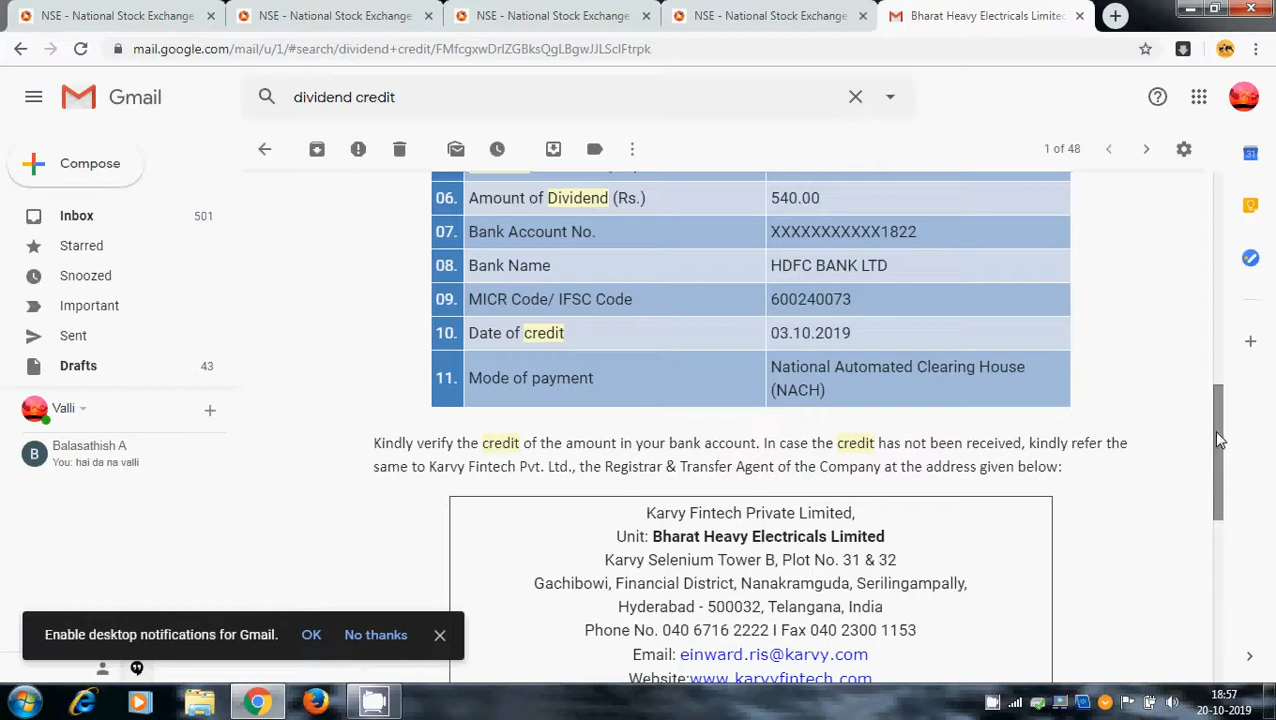 NSE - National Stock Exchange
NSE - National Stock Exchange
NSE - National Stock Exchange
NSE - National Stock Exchange
Bharat Heavy Electricals Limited
mail.google.com/mail/u/1/#search/dividend+credit/FMfcgxwDrlZGBksQgLBgwJJLSclFtrpk
Gmail
dividend credit
Compose
1 of 48
Inbox 501
Starred
Snoozed
Important
Sent
Drafts 43
Valli
Balasathish A
You: hai da na valli
06. Amount of Dividend (Rs.) 540.00
07. Bank Account No. XXXXXXXXXXX1822
08. Bank Name HDFC BANK LTD
09. MICR Code/ IFSC Code 600240073
10. Date of credit 03.10.2019
11. Mode of payment National Automated Clearing House
(NACH)
Kindly verify the credit of the amount in your bank account. In case the credit has not been received, kindly refer the
same to Karvy Fintech Pvt. Ltd., the Registrar & Transfer Agent of the Company at the address given below:
Karvy Fintech Private Limited,
Unit: Bharat Heavy Electricals Limited
Karvy Selenium Tower B, Plot No. 31 & 32
Gachibowi, Financial District, Nanakramguda, Serilingampally,
Hyderabad - 500032, Telangana, India
Phone No. 040 6716 2222 I Fax 040 2300 1153
Email: einward.ris@karvy.com
Website:www.karvyfintech.com
Enable desktop notifications for Gmail. OK No thanks
31
18:57
20-10-2019